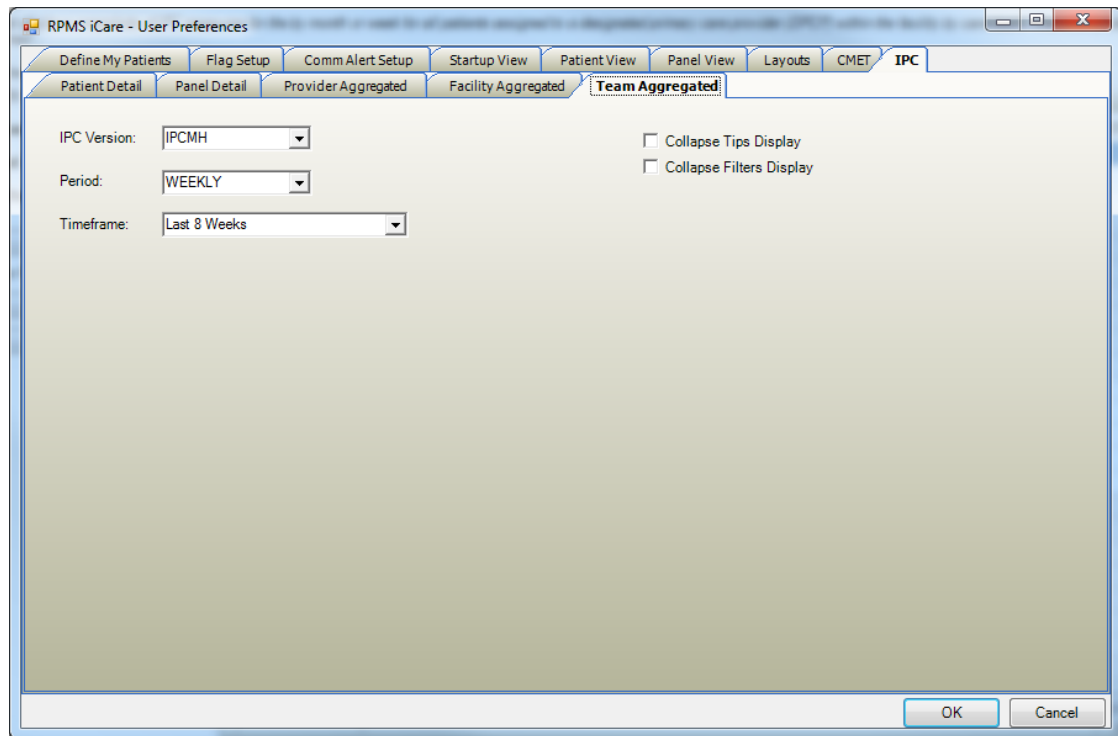 RPMS iCare - User Preferences
Define My Patients Flag Setup Comm Alert Setup Startup View Patient View Panel View Layouts CMET IPC
Patient Detail Panel Detail Provider Aggregated Facility Aggregated Team Aggregated
IPC Version: IPCMH Collapse Tips Display
Collapse Filters Display
Period: WEEKLY
Timeframe: Last 8 Weeks
OK Cancel